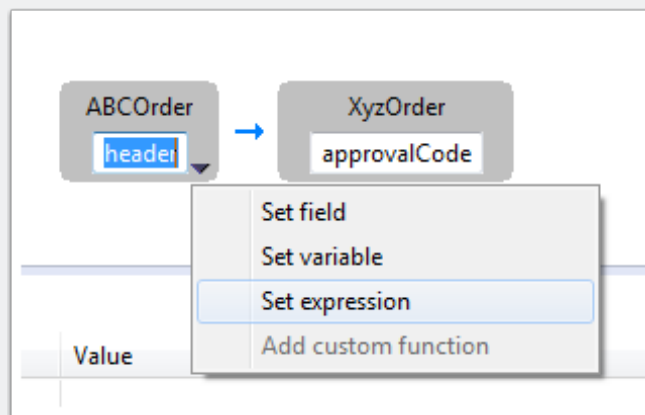 ABCOrder
header
XyzOrder
approvalCode
Set field
Set variable
Set expression
Add custom function
Value